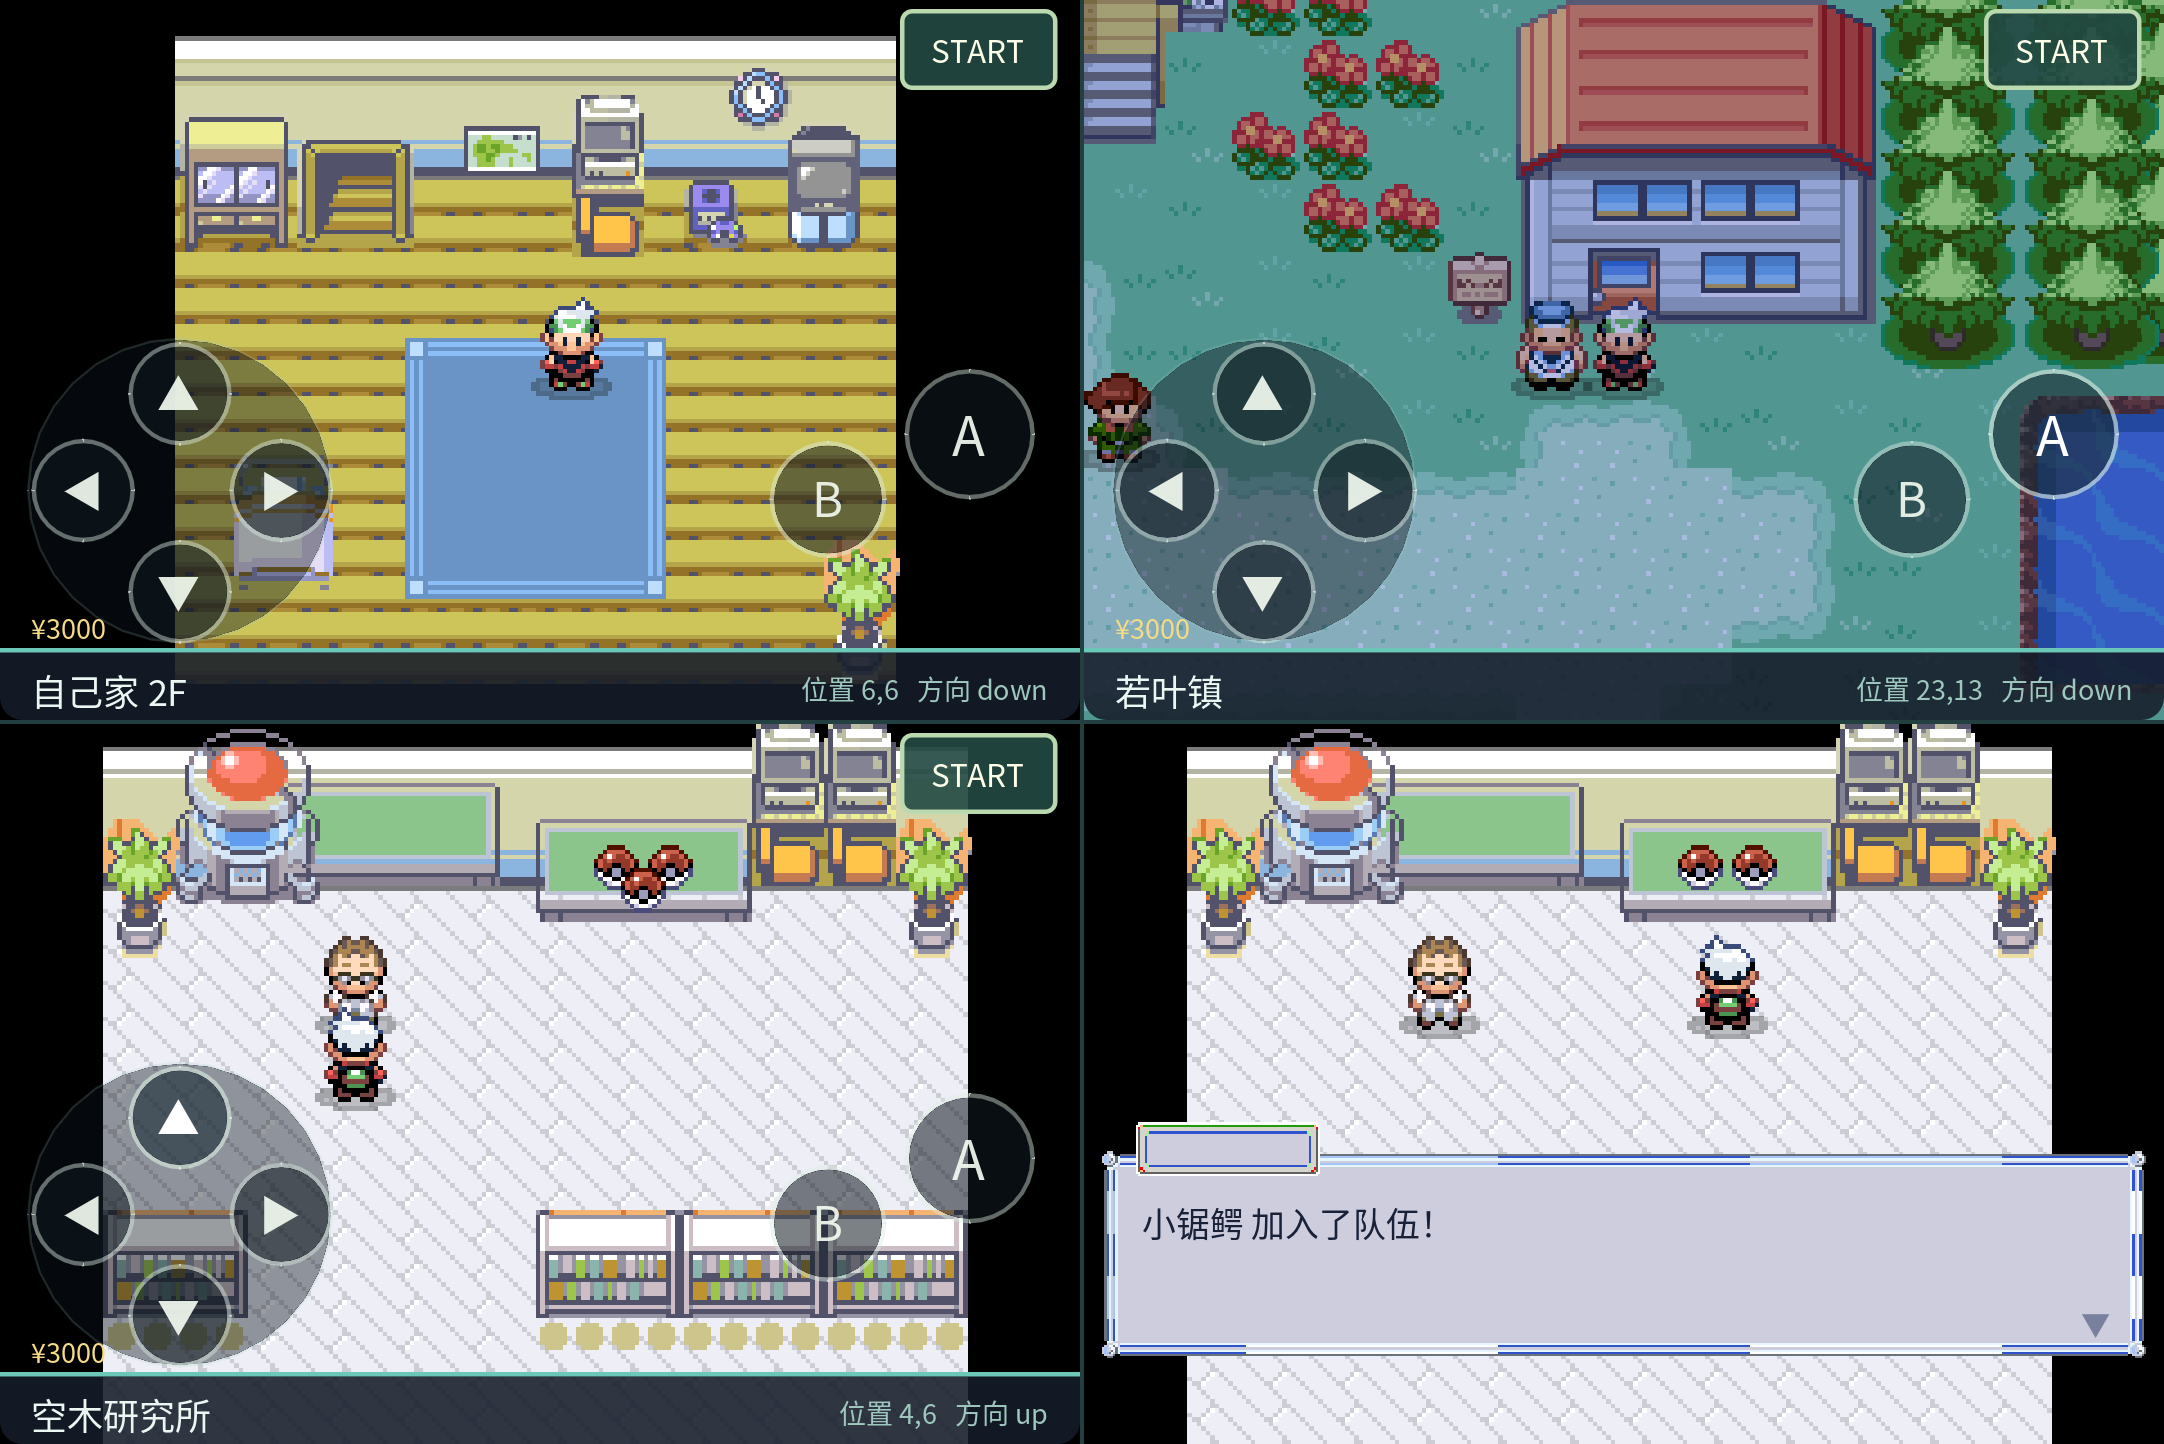 START
B
A
¥3000
自己家 2F
位置 6,6 方向 down
START
A
B
¥3000
若叶镇
位置 23,13 方向 down
START
A
B
¥3000
空木研究所
位置 4,6 方向 up
小锯鳄 加入了队伍！